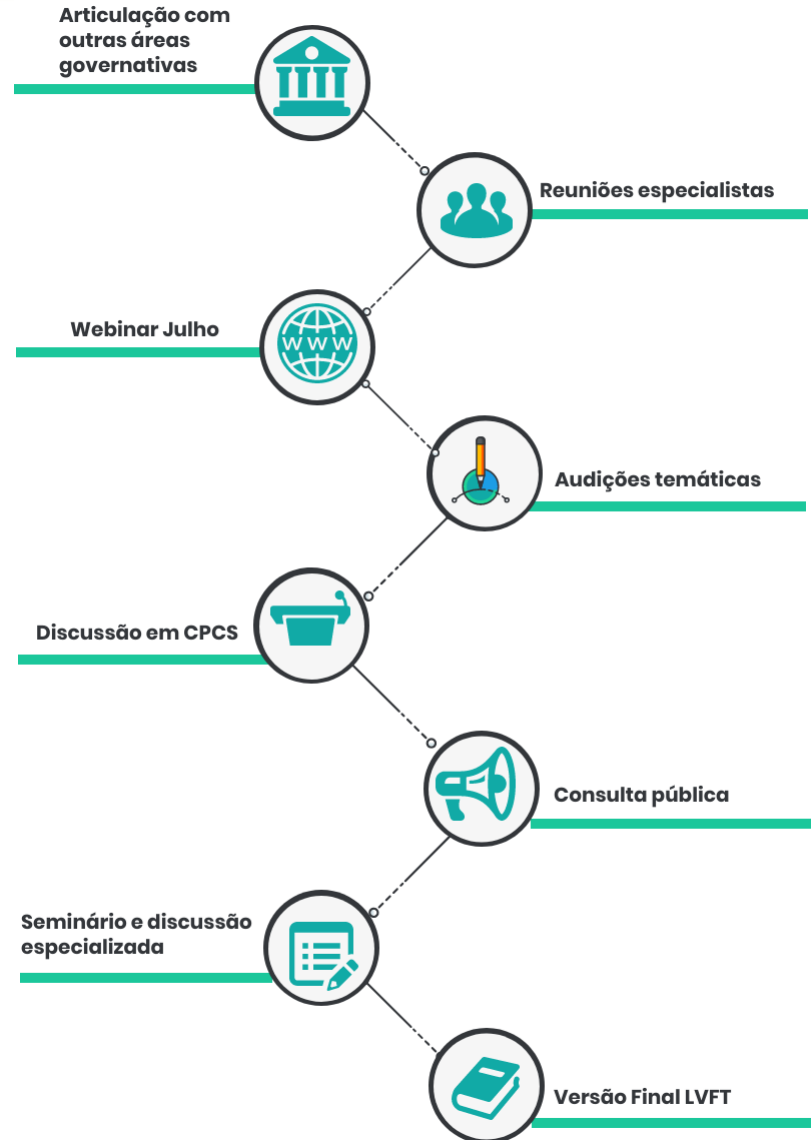 Articulação com
outras áreas
governativas
Reuniões especialistas
Webinar Julho
WWW
Audições temáticas
Discussão em CPCS
Consulta pública
Seminário e discussão
especializada
Versão Final LVFT